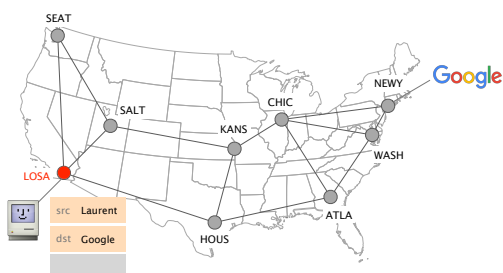 SEAT
Google
NEWY
CHIC
SALT
KANS
WASH
LOSA
src Laurent
ATLA
dst Google
HOUS